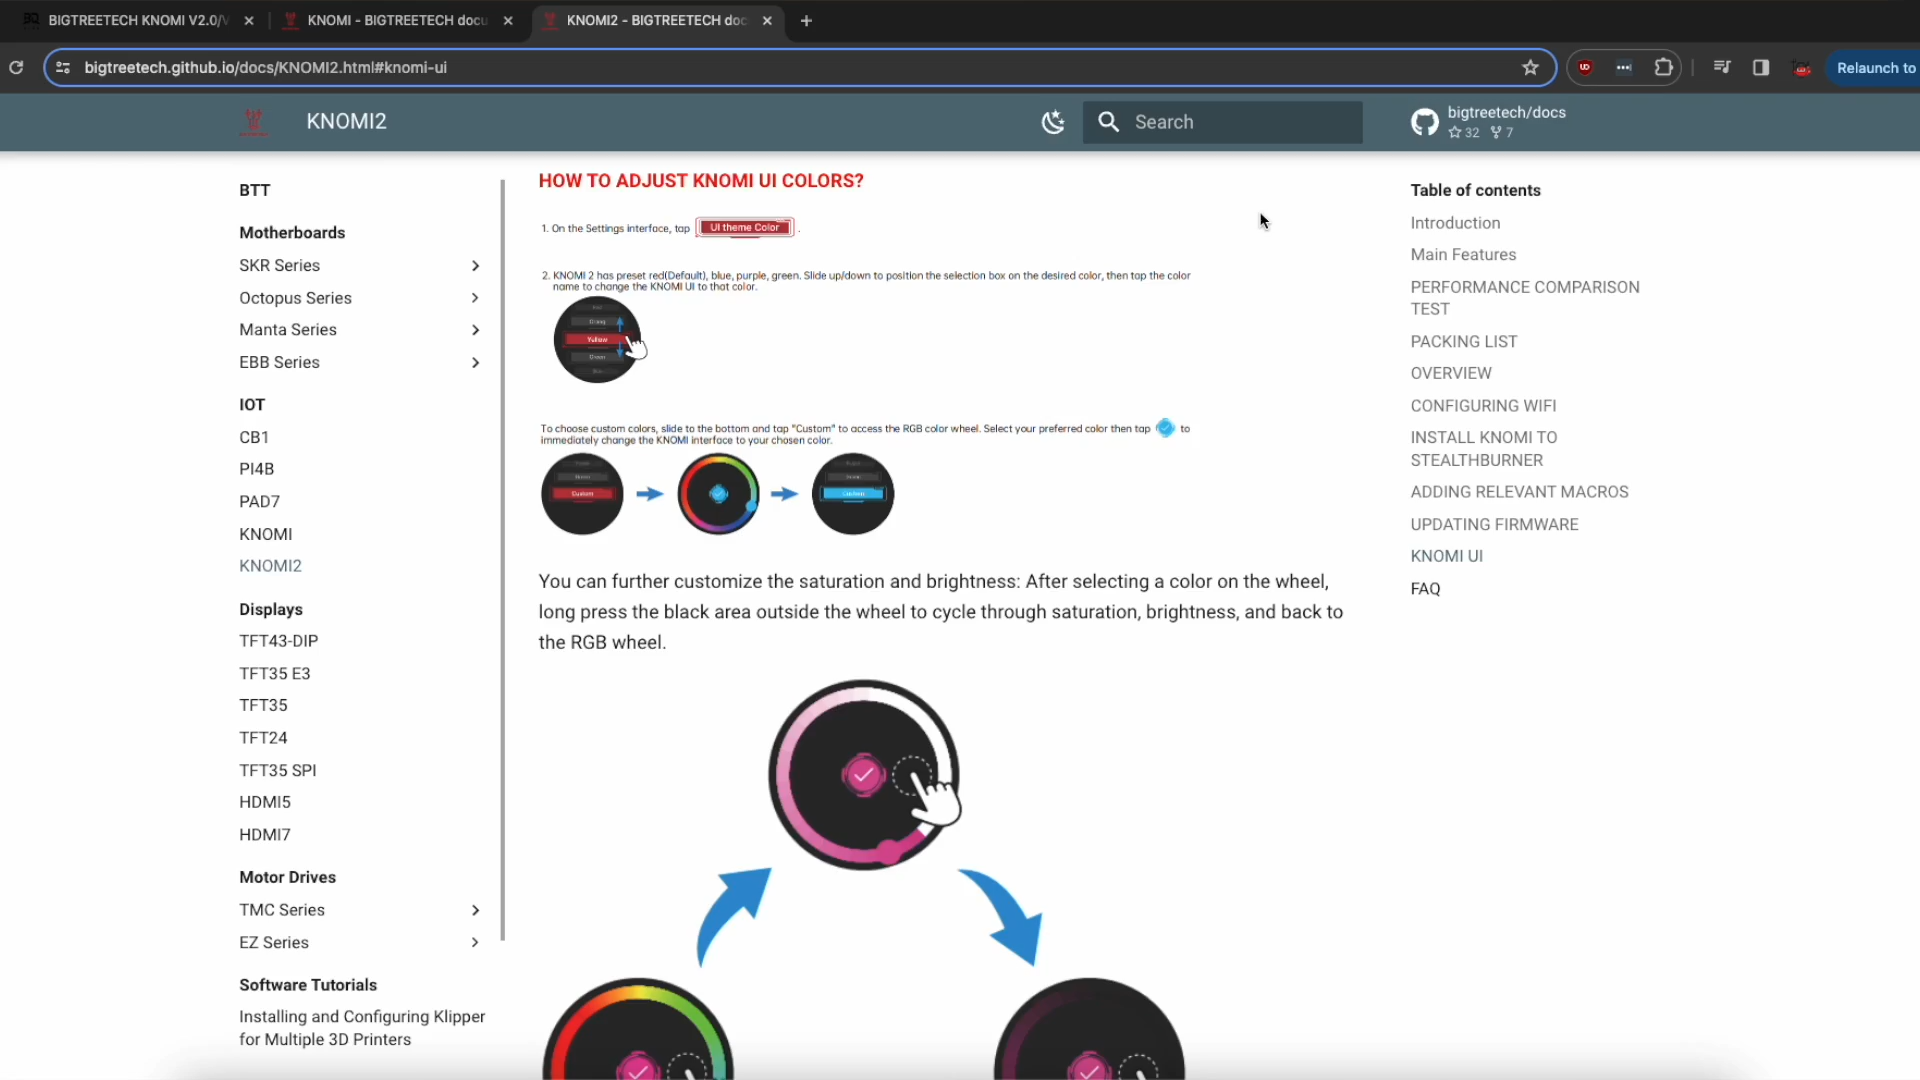 BIGTREETECH KNOMI V2.0/V
KNOMI - BIGTREETECH docu
KNOMI2 - BIGTREETECH doc
bigtreetech.github.io/docs/KNOMI2.html#knomi-ui
Relaunch to
KNOMI2
Search
bigtreetech/docs
32 7
BTT
Motherboards
SKR Series
Octopus Series
Manta Series
EBB Series
IOT
CB1
PI4B
PAD7
KNOMI
KNOMI2
Displays
TFT43-DIP
TFT35 E3
TFT35
TFT24
TFT35 SPI
HDMI5
HDMI7
Motor Drives
TMC Series
EZ Series
Software Tutorials
Installing and Configuring Klipper
for Multiple 3D Printers
HOW TO ADJUST KNOMI UI COLORS?
1. On the Settings interface, tap UI theme Color .
2. KNOMI 2 has preset red(Default), blue, purple, green. Slide up/down to position the selection box on the desired color, then tap the color
name to change the KNOMI UI to that color.
Orang
Yellow
Green
To choose custom colors, slide to the bottom and tap "Custom" to access the RGB color wheel. Select your preferred color then tap to
immediately change the KNOMI interface to your chosen color.
Custom
Custom
You can further customize the saturation and brightness: After selecting a color on the wheel,
long press the black area outside the wheel to cycle through saturation, brightness, and back to
the RGB wheel.
Table of contents
Introduction
Main Features
PERFORMANCE COMPARISON
TEST
PACKING LIST
OVERVIEW
CONFIGURING WIFI
INSTALL KNOMI TO
STEALTHBURNER
ADDING RELEVANT MACROS
UPDATING FIRMWARE
KNOMI UI
FAQ